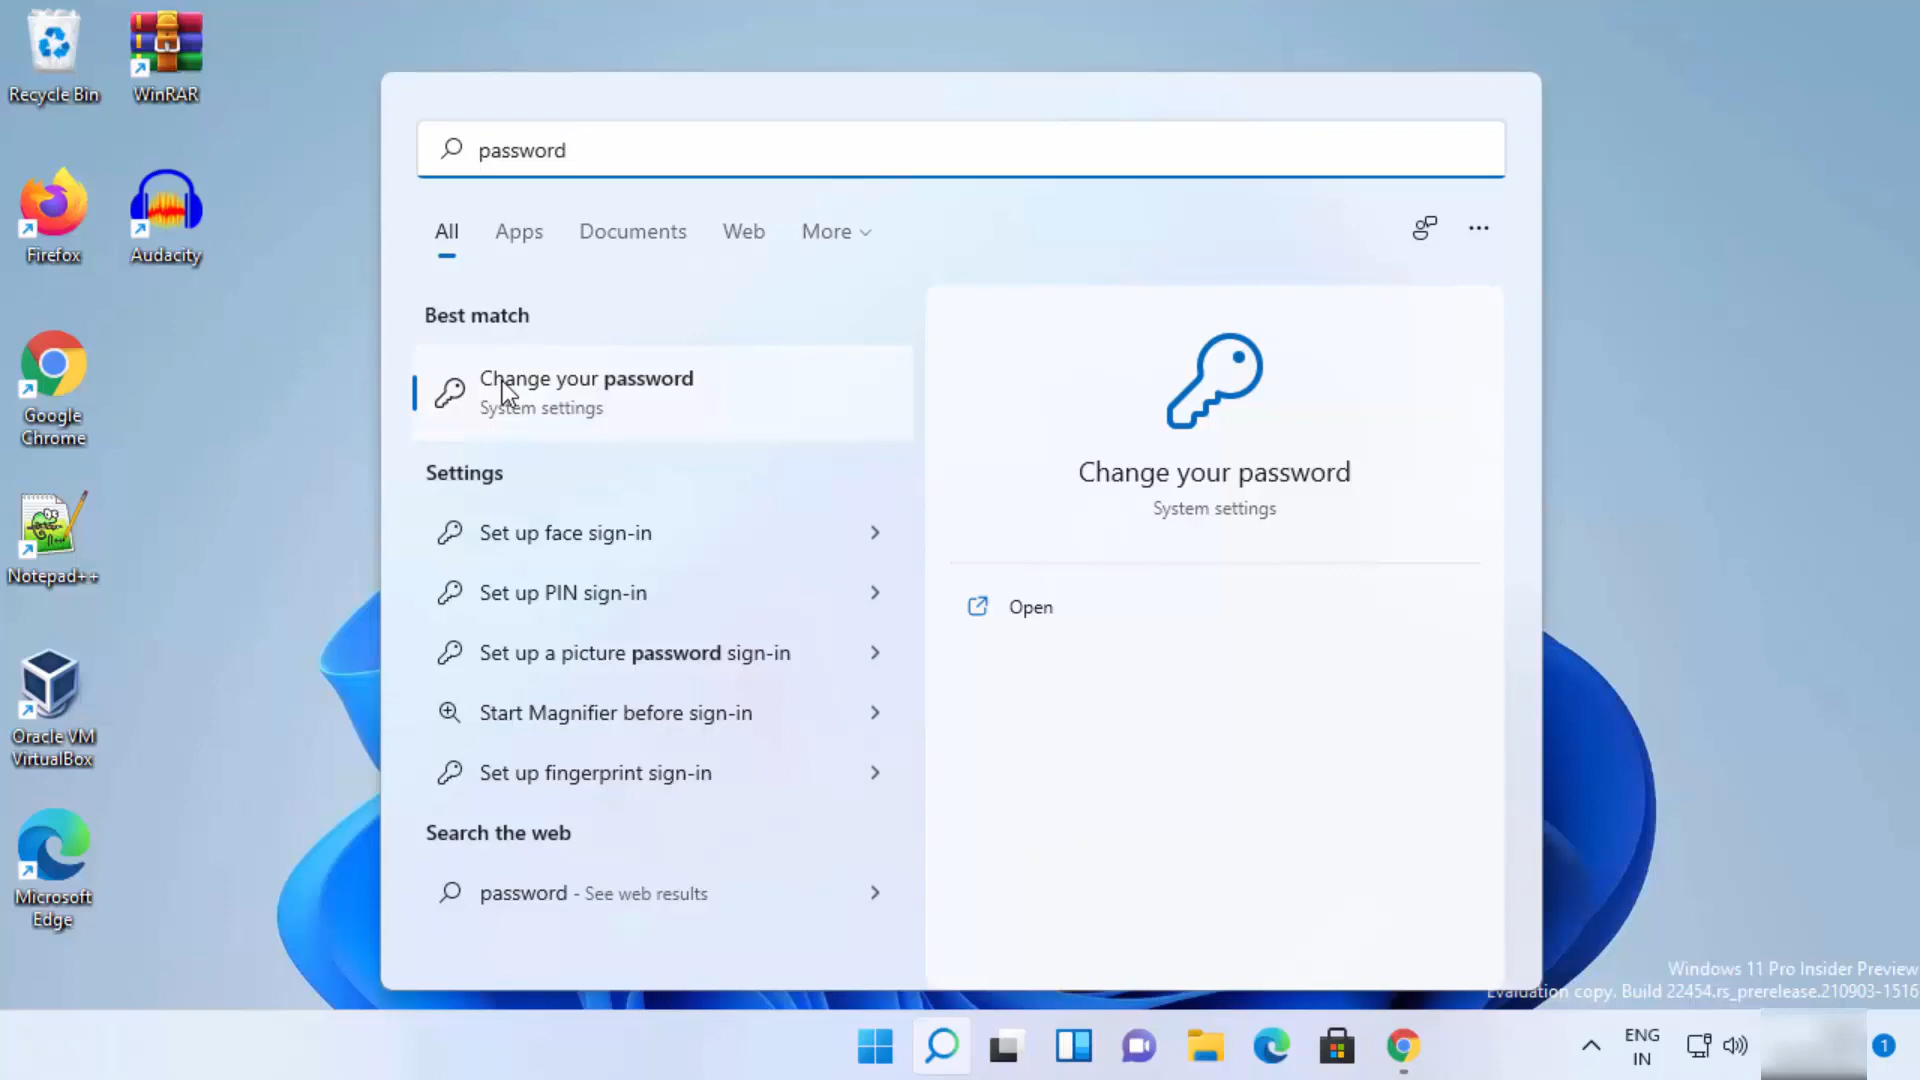 Recycle Bin
WinRAR
Firefox
Audacity
Google
Chrome
Notepad++
Oracle VM
VirtualBox
Microsoft
Edge
password
All Apps Documents Web More
Best match
Change your password
System settings
Settings
Set up face sign-in
Set up PIN sign-in
Set up a picture password sign-in
Start Magnifier before sign-in
Set up fingerprint sign-in
Search the web
password - See web results
Change your password
System settings
Open
Windows 11 Pro Insider Preview
Evaluation copy. Build 22454.rs_prerelease.210903-1516
ENG
IN
1